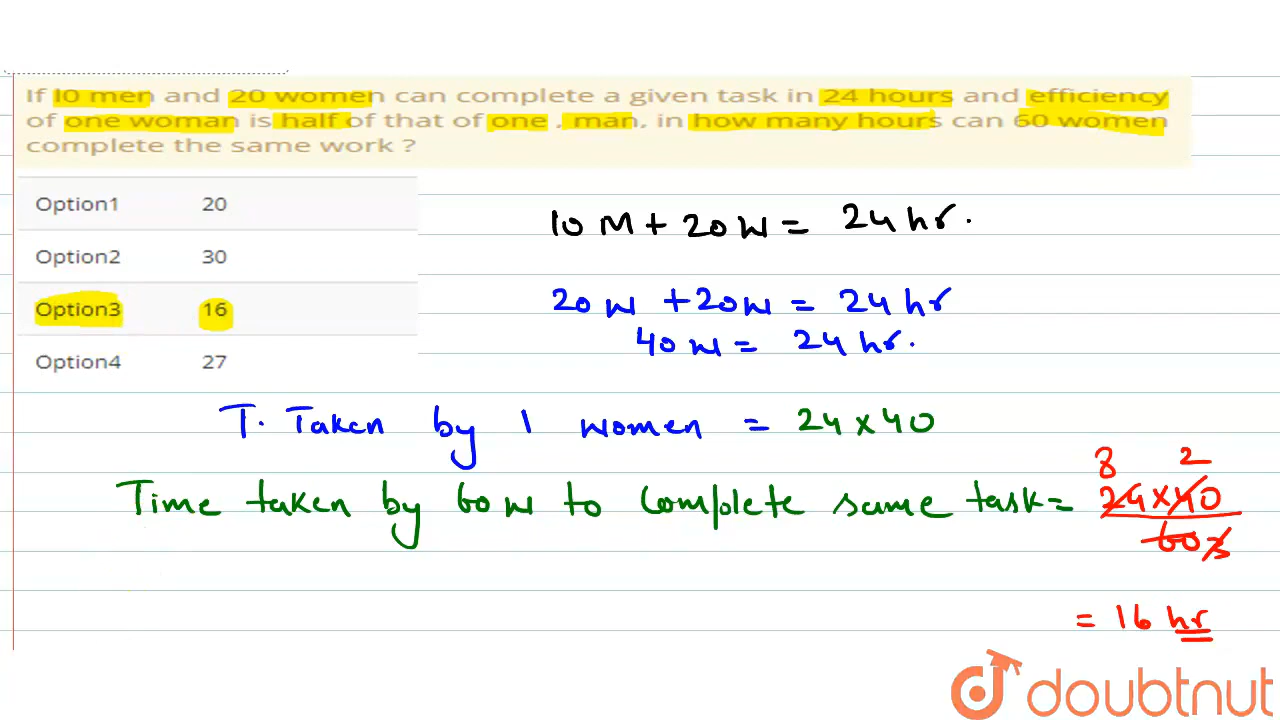 If l0 men and 20 women can complete a given task in 24 hours and efficiency
of one woman is half of that of one , man, in how many hours can 60 women
complete the same work ?
Option1 20
Option2 30
Option3 16
Option4 27
10 M + 20 W = 24 hr.
20 W + 20 W = 24 hr
40 W = 24 hr.
T. Taken by 1 women = 24 x 40
Time taken by 60 W to complete same task =
8 2
24 x 40
60 3
= 16 hr
doubtnut